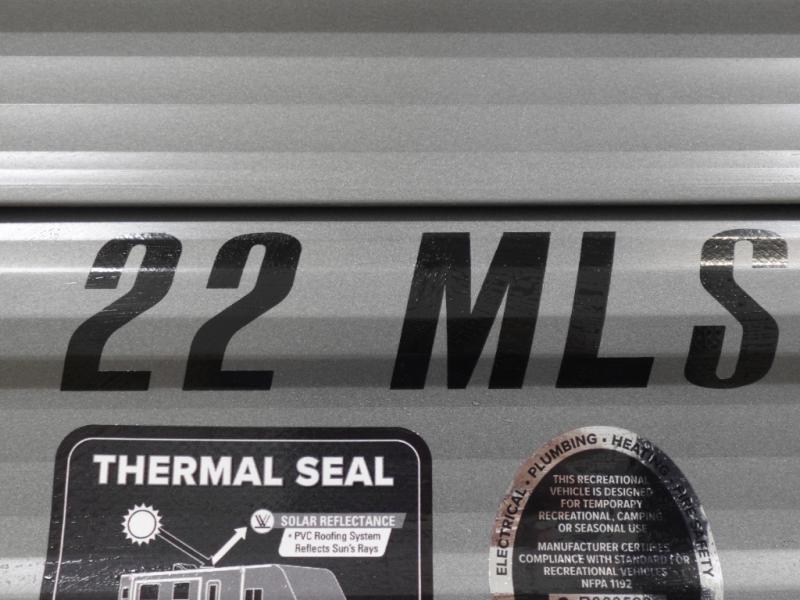 22 MLS
THERMAL SEAL
SOLAR REFLECTANCE
• PVC Roofing System
Reflects Sun's Rays
ELECTRICAL • PLUMBING • HEATING • FIRE SAFETY
THIS RECREATIONAL
VEHICLE IS DESIGNED
FOR TEMPORARY
RECREATIONAL, CAMPING
OR SEASONAL USE
MANUFACTURER CERTIFIES
COMPLIANCE WITH STANDARD FOR
RECREATIONAL VEHICLES
NFPA 1192